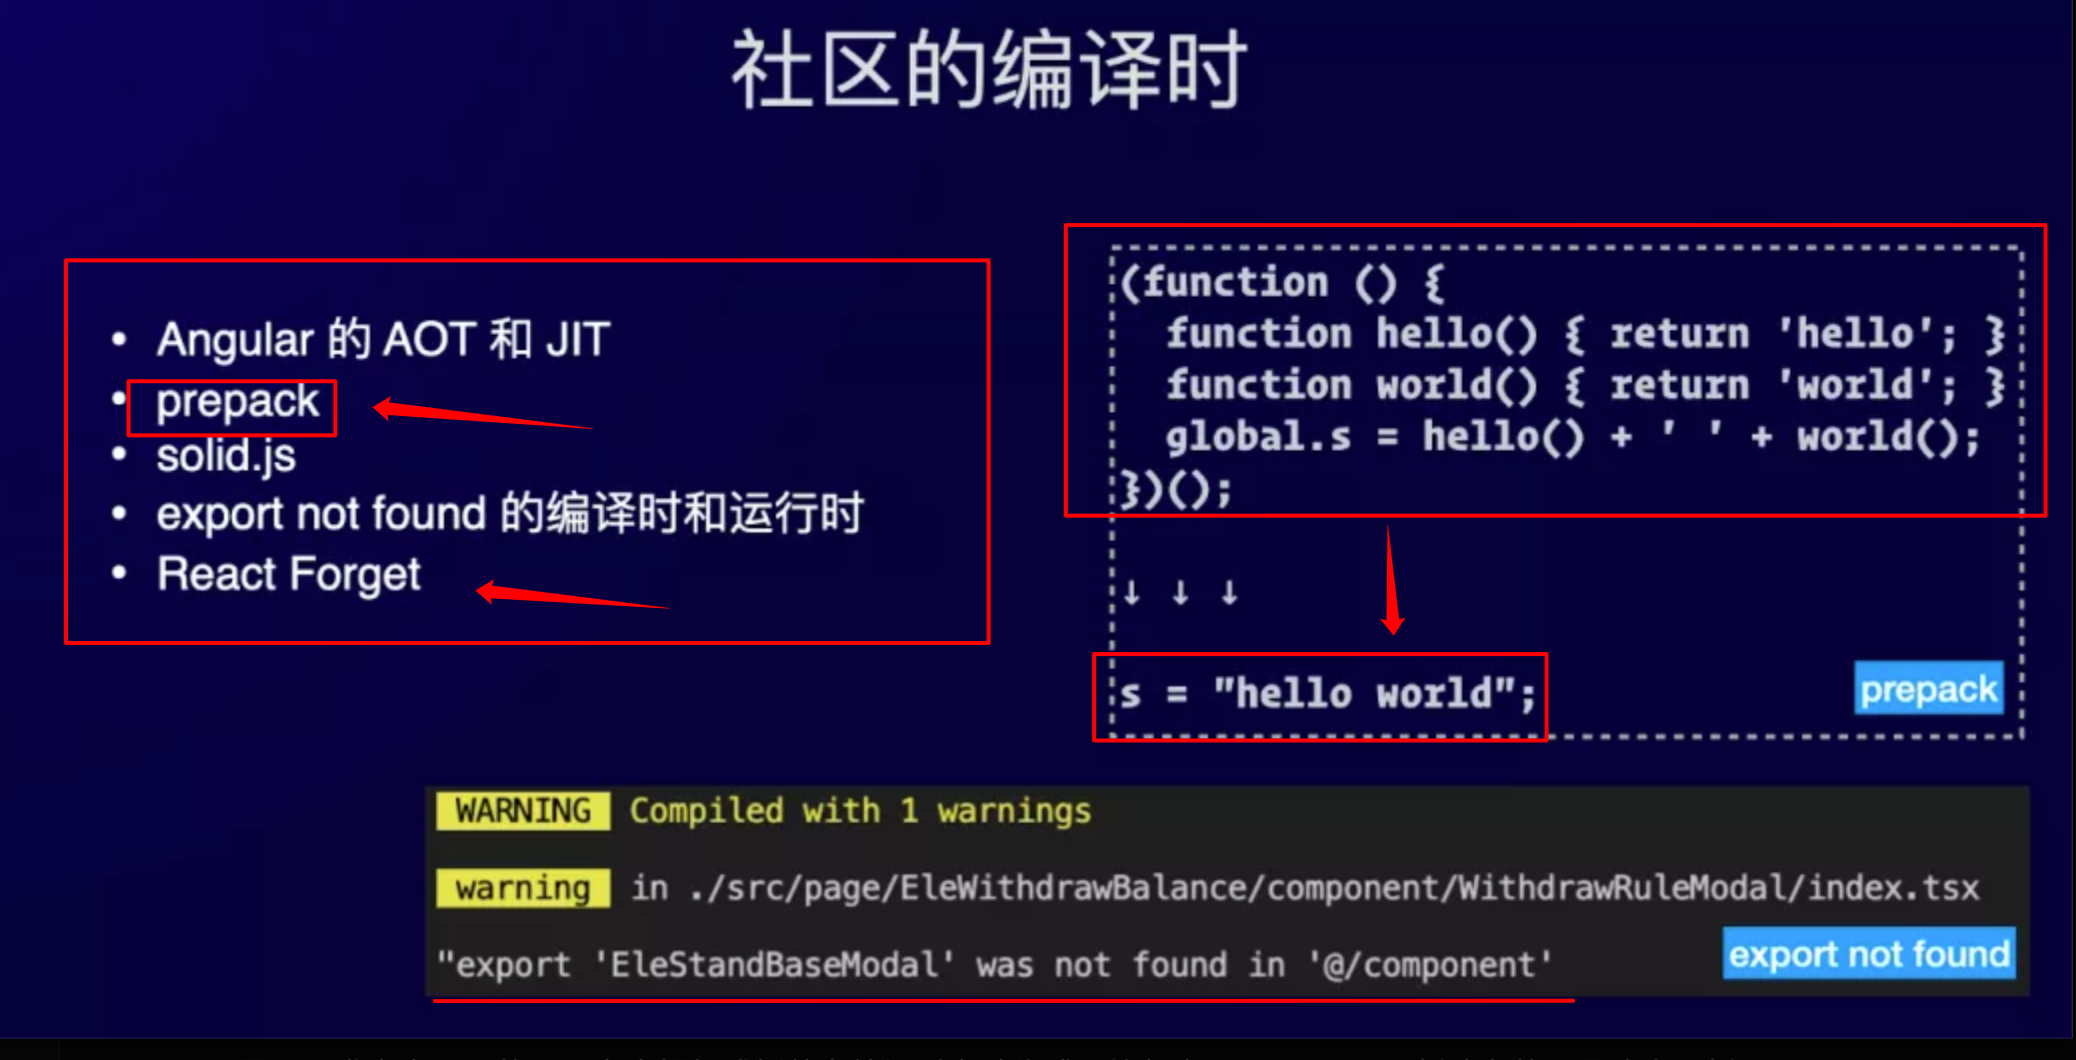 社区的编译时
• Angular 的 AOT 和 JIT
• prepack
• solid.js
• export not found 的编译时和运行时
• React Forget
(function () {
  function hello() { return 'hello'; }
  function world() { return 'world'; }
  global.s = hello() + ' ' + world();
})();
↓ ↓ ↓
s = "hello world";
prepack
WARNING Compiled with 1 warnings
warning in ./src/page/EleWithdrawBalance/component/WithdrawRuleModal/index.tsx
"export 'EleStandBaseModal' was not found in '@/component'
export not found